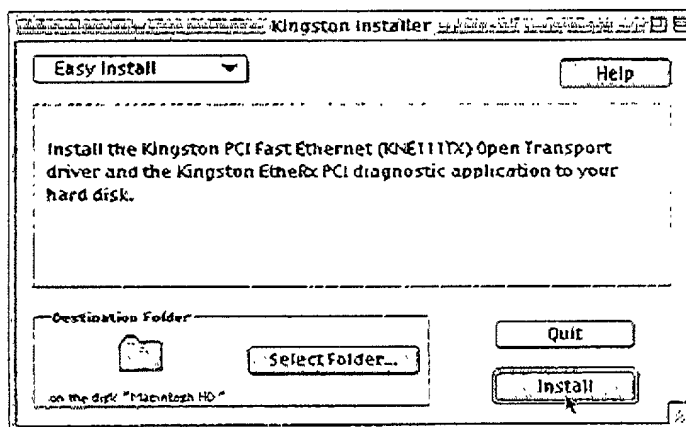 Kingston Installer
Easy Install
Help
Install the Kingston PCI Fast Ethernet (KNE111TX) Open Transport
driver and the Kingston EtheRx PCI diagnostic application to your
hard disk.
Destination Folder
Quit
Select Folder...
on the disk "Macintosh HD"
Install